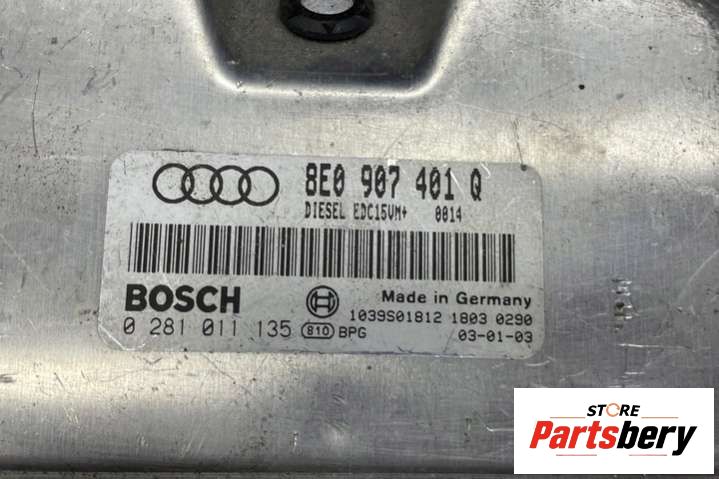 8E0 907 401 Q
DIESEL EDC15VM+ 0014
BOSCH
Made in Germany
0 281 011 135 810 BPG
1039S01812 1803 0290
03-01-03
STORE
Partsbery